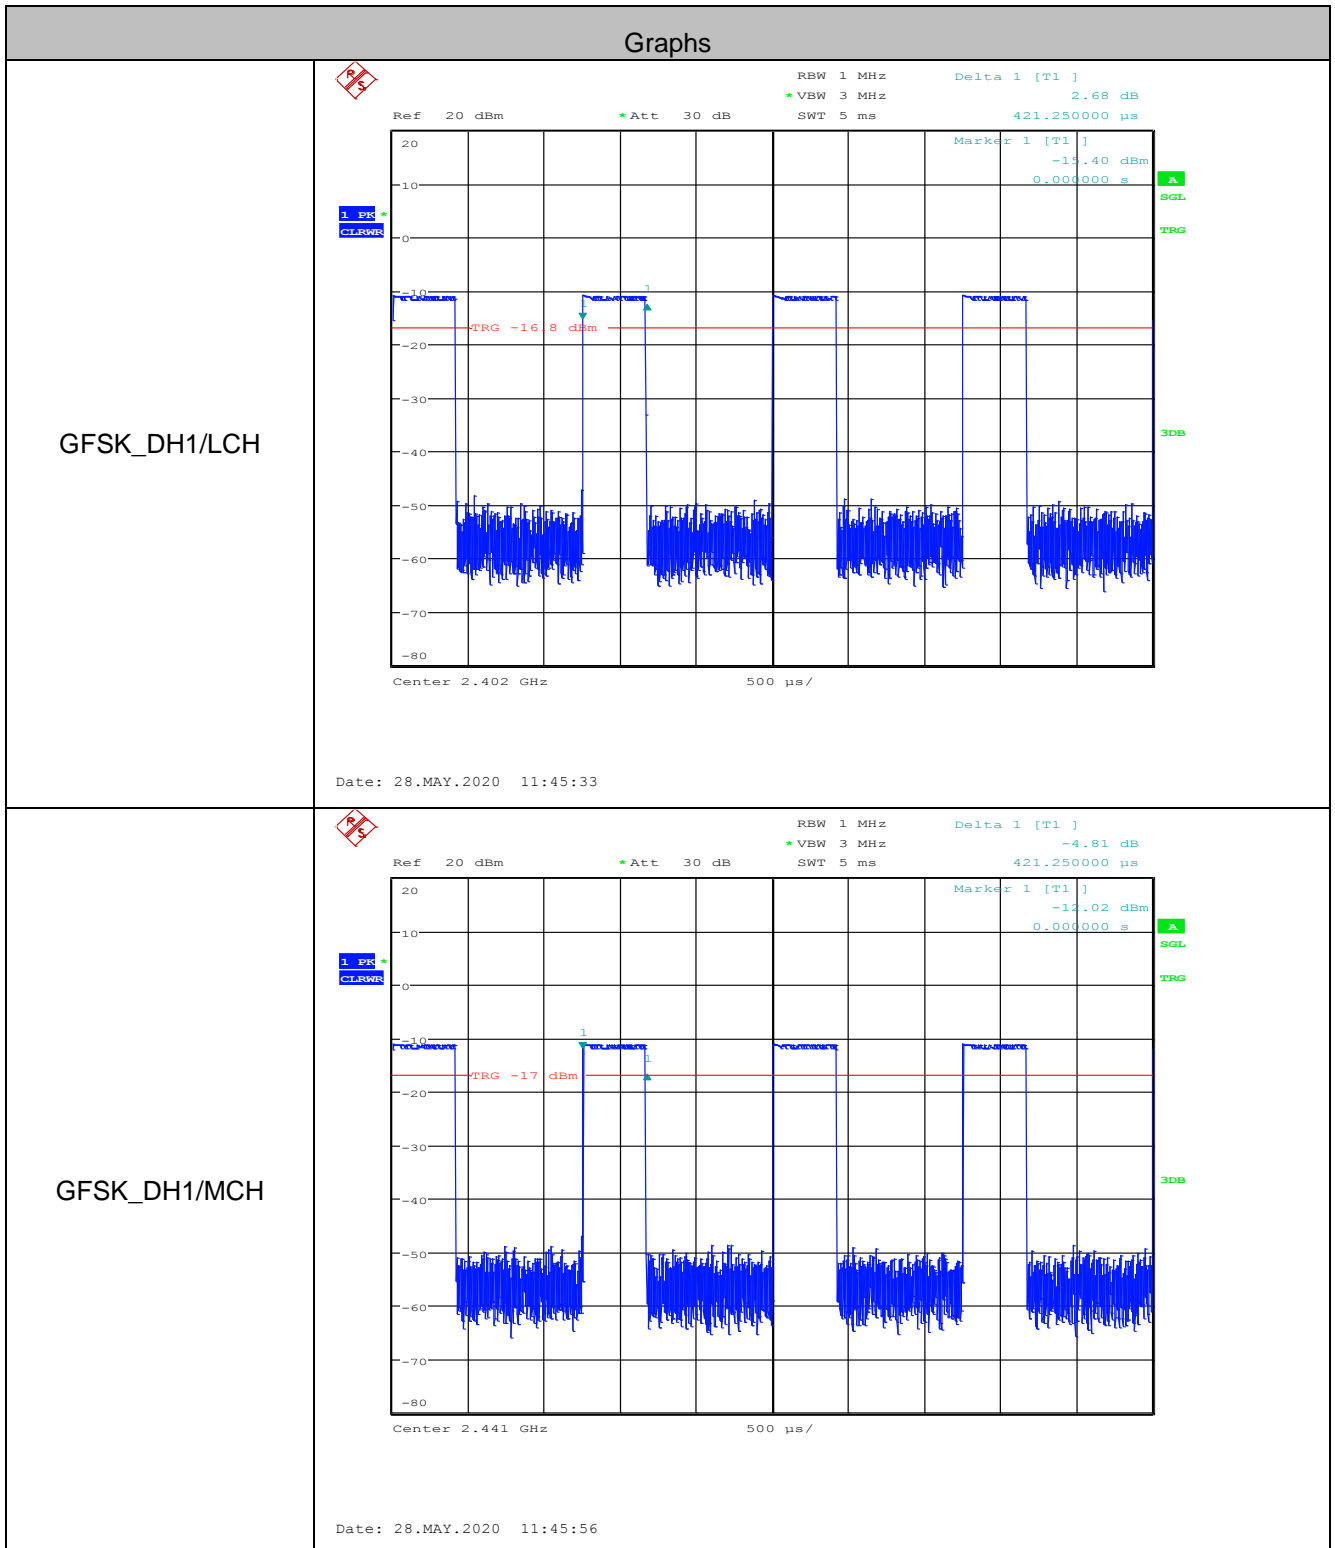 Graphs
GFSK_DH1/LCH
R S
RBW 1 MHz
Delta 1 [T1 ]
* VBW 3 MHz
2.68 dB
Ref 20 dBm
* Att 30 dB
SWT 5 ms
421.250000 µs
20
Marker 1 [T1 ]
-15.40 dBm
0.000000 s
A
10
SGL
1 PK *
CLRWR
TRG
0
-10
1
1
TRG -16.8 dBm
-20
-30
3DB
-40
-50
-60
-70
-80
Center 2.402 GHz
500 µs/
Date: 28.MAY.2020 11:45:33
GFSK_DH1/MCH
R S
RBW 1 MHz
Delta 1 [T1 ]
* VBW 3 MHz
-4.81 dB
Ref 20 dBm
* Att 30 dB
SWT 5 ms
421.250000 µs
20
Marker 1 [T1 ]
-12.02 dBm
0.000000 s
A
10
SGL
1 PK *
CLRWR
TRG
0
1
-10
1
TRG -17 dBm
-20
-30
3DB
-40
-50
-60
-70
-80
Center 2.441 GHz
500 µs/
Date: 28.MAY.2020 11:45:56